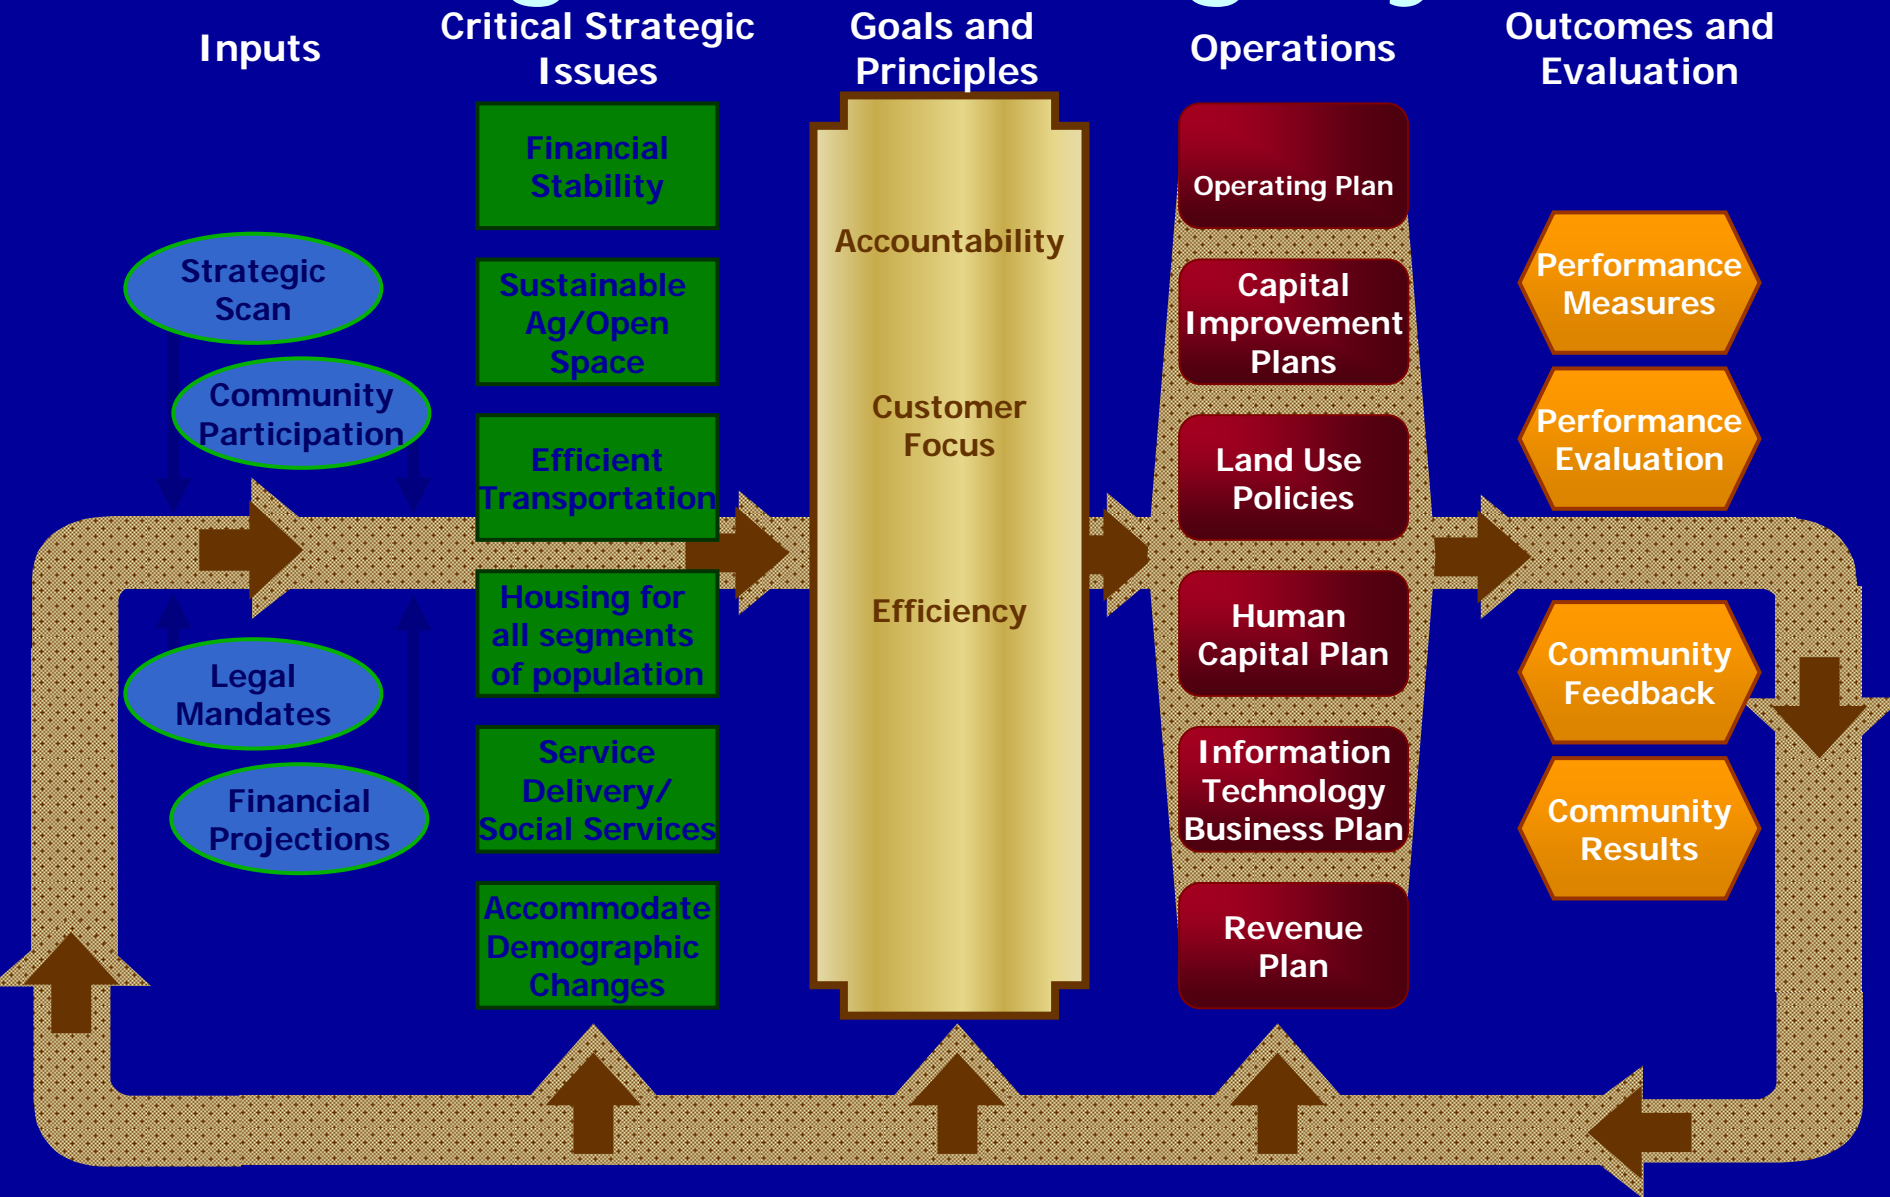 Inputs
Critical Strategic
Issues
Goals and
Principles
Operations
Outcomes and
Evaluation
Strategic
Scan
Community
Participation
Legal
Mandates
Financial
Projections
Financial
Stability
Sustainable
Ag/Open
Space
Efficient
Transportation
Housing for
all segments
of population
Service
Delivery/
Social Services
Accommodate
Demographic
Changes
Accountability
Customer
Focus
Efficiency
Operating Plan
Capital
Improvement
Plans
Land Use
Policies
Human
Capital Plan
Information
Technology
Business Plan
Revenue
Plan
Performance
Measures
Performance
Evaluation
Community
Feedback
Community
Results